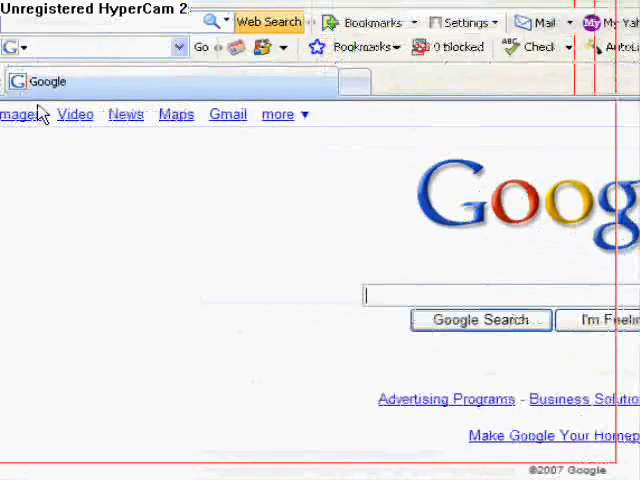 Unregistered HyperCam 2
Web Search Bookmarks Settings Mail My Ya
G Go Bookmarks 0 blocked ABC Check AutoLi
G Google
mages Video News Maps Gmail more ▼
Goog
Google Search I'm Feelin
Advertising Programs - Business Solutio
Make Google Your Homep
©2007 Google